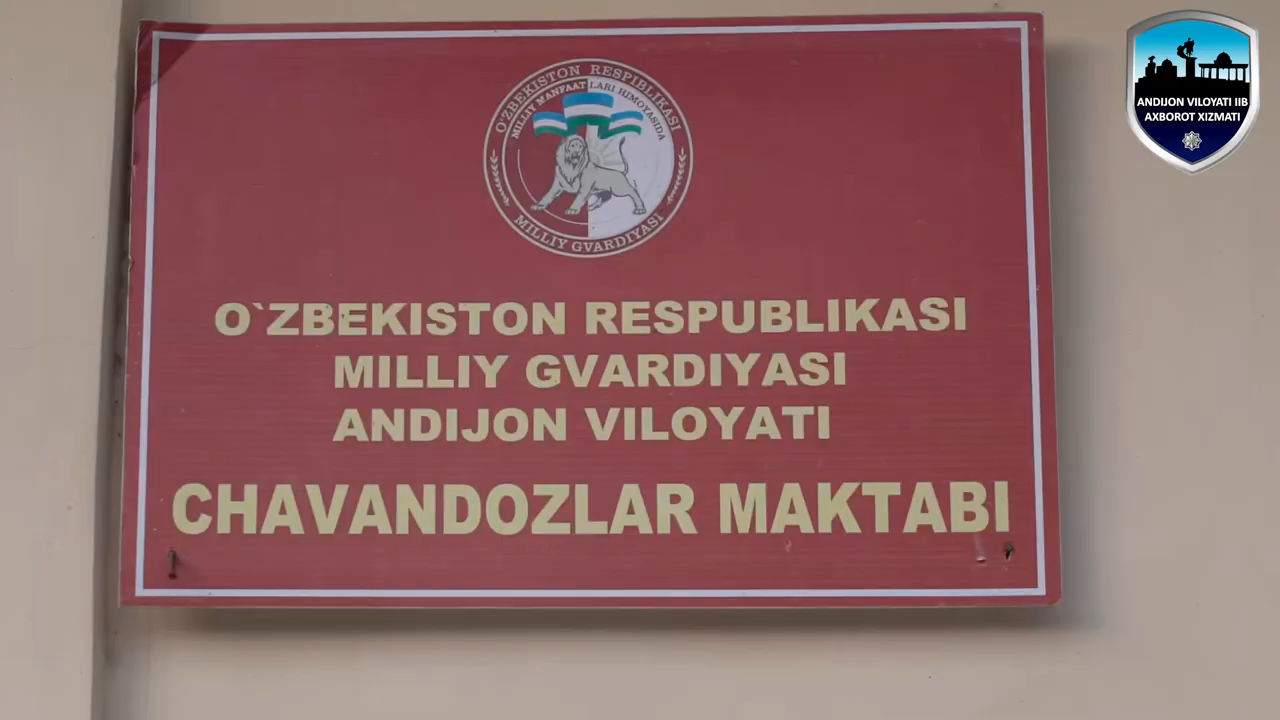 O'ZBEKISTON RESPIBLIKASI
MILLIY MANFAATLARI HIMOYASIDA
MILLIY GVARDIYASI
O`ZBEKISTON RESPUBLIKASI
MILLIY GVARDIYASI
ANDIJON VILOYATI
CHAVANDOZLAR MAKTABI
ANDIJON VILOYATI IIB
AXBOROT XIZMATI